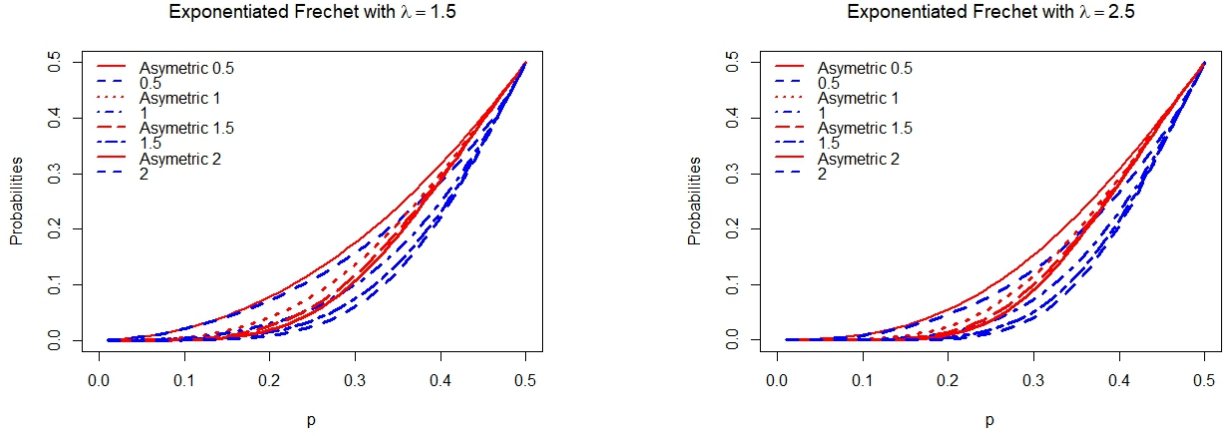 Exponentiated Frechet with λ = 1.5
0.5
0.4
0.3
0.2
0.1
0.0
Probabilities
Asymetric 0.5
0.5
Asymetric 1
1
Asymetric 1.5
1.5
Asymetric 2
2
0.0 0.1 0.2 0.3 0.4 0.5
p
Exponentiated Frechet with λ = 2.5
0.5
0.4
0.3
0.2
0.1
0.0
Probabilities
Asymetric 0.5
0.5
Asymetric 1
1
Asymetric 1.5
1.5
Asymetric 2
2
0.0 0.1 0.2 0.3 0.4 0.5
p